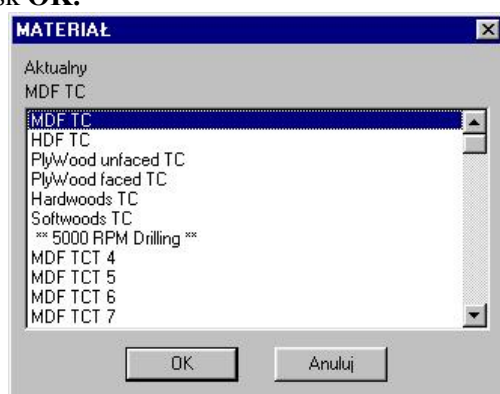 OK.
MATERIAŁ
Aktualny
MDF TC
MDF TC
HDF TC
PlyWood unfaced TC
PlyWood faced TC
Hardwoods TC
Softwoods TC
** 5000 RPM Drilling **
MDF TCT 4
MDF TCT 5
MDF TCT 6
MDF TCT 7
OK
Anuluj